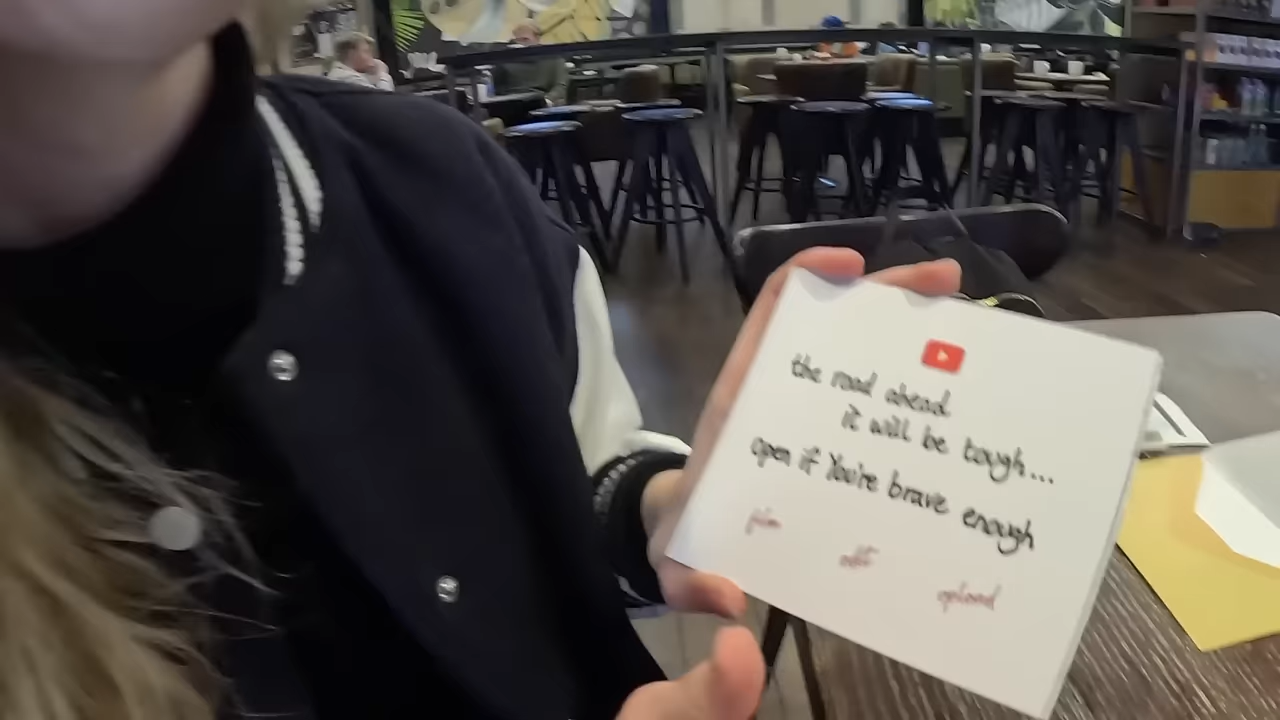 the road ahead
it will be tough...
open if You're brave enough
film
edit
upload